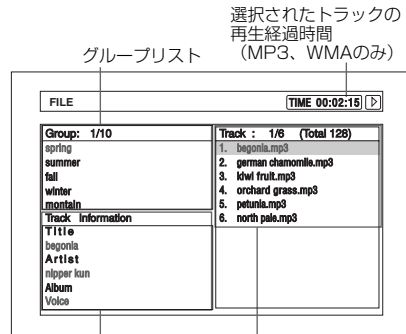 選択されたトラックの
再生経過時間
（MP3、WMAのみ）
グループリスト
FILE
TIME 00:02:15
Group: 1/10
spring
summer
fall
winter
montain
Track Information
Title
begonia
Artist
nipper kun
Album
Voice
Track : 1/6 (Total 128)
1. begonia.mp3
2. german chamomile.mp3
3. kiwi fruit.mp3
4. orchard grass.mp3
5. petunia.mp3
6. north pale.mp3